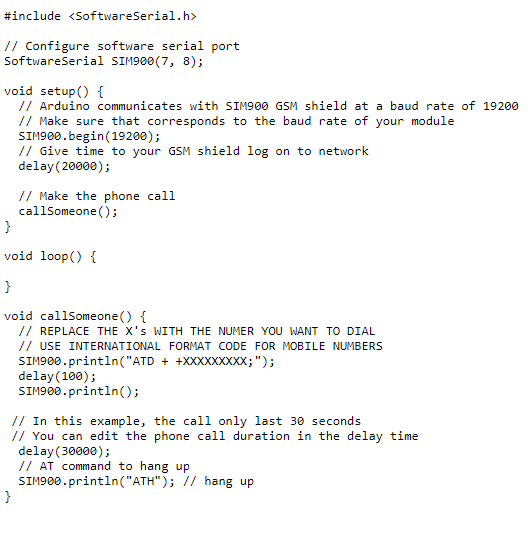 #include <SoftwareSerial.h>
// Configure software serial port
SoftwareSerial SIM900(7, 8);
void setup() {
// Arduino communicates with SIM900 GSM shield at a baud rate of 19200
// Make sure that corresponds to the baud rate of your module
SIM900.begin(19200);
// Give time to your GSM shield log on to network
delay(20000);
// Make the phone call
callSomeone();
}
void loop() {
}
void callSomeone() {
// REPLACE THE X's WITH THE NUMER YOU WANT TO DIAL
// USE INTERNATIONAL FORMAT CODE FOR MOBILE NUMBERS
SIM900.println("ATD + +XXXXXXXXX;");
delay(100);
SIM900.println();
// In this example, the call only last 30 seconds
// You can edit the phone call duration in the delay time
delay(30000);
// AT command to hang up
SIM900.println("ATH"); // hang up
}